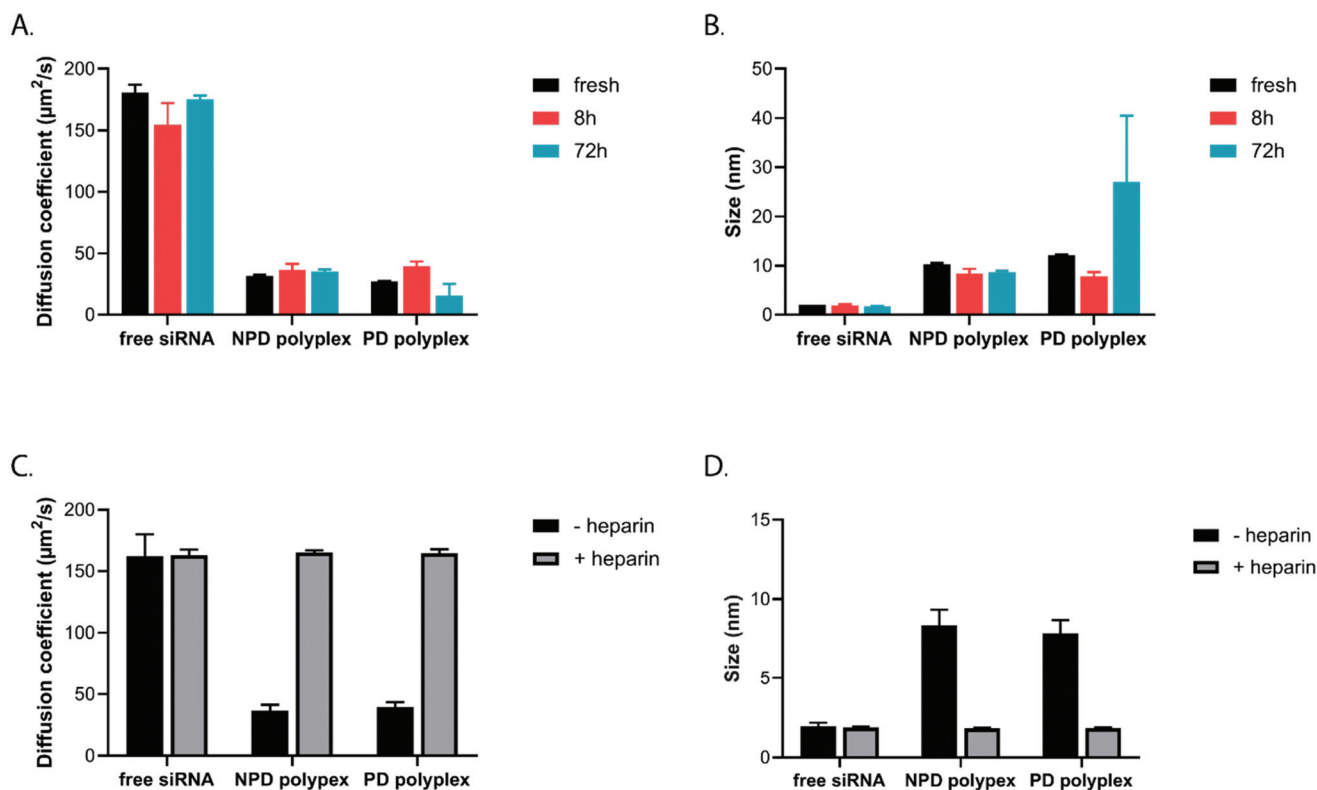 A.
Diffusion coefficient (µm²/s)
200
150
100
50
0
free siRNA NPD polyplex PD polyplex
fresh
8h
72h
B.
Size (nm)
50
40
30
20
10
0
free siRNA NPD polyplex PD polyplex
fresh
8h
72h
C.
Diffusion coefficient (µm²/s)
200
150
100
50
0
free siRNA NPD polypex PD polyplex
- heparin
+ heparin
D.
Size (nm)
15
10
5
0
free siRNA NPD polypex PD polyplex
- heparin
+ heparin